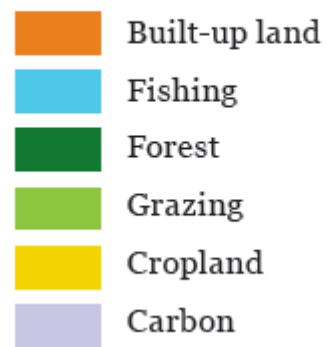 Built-up land
Fishing
Forest
Grazing
Cropland
Carbon